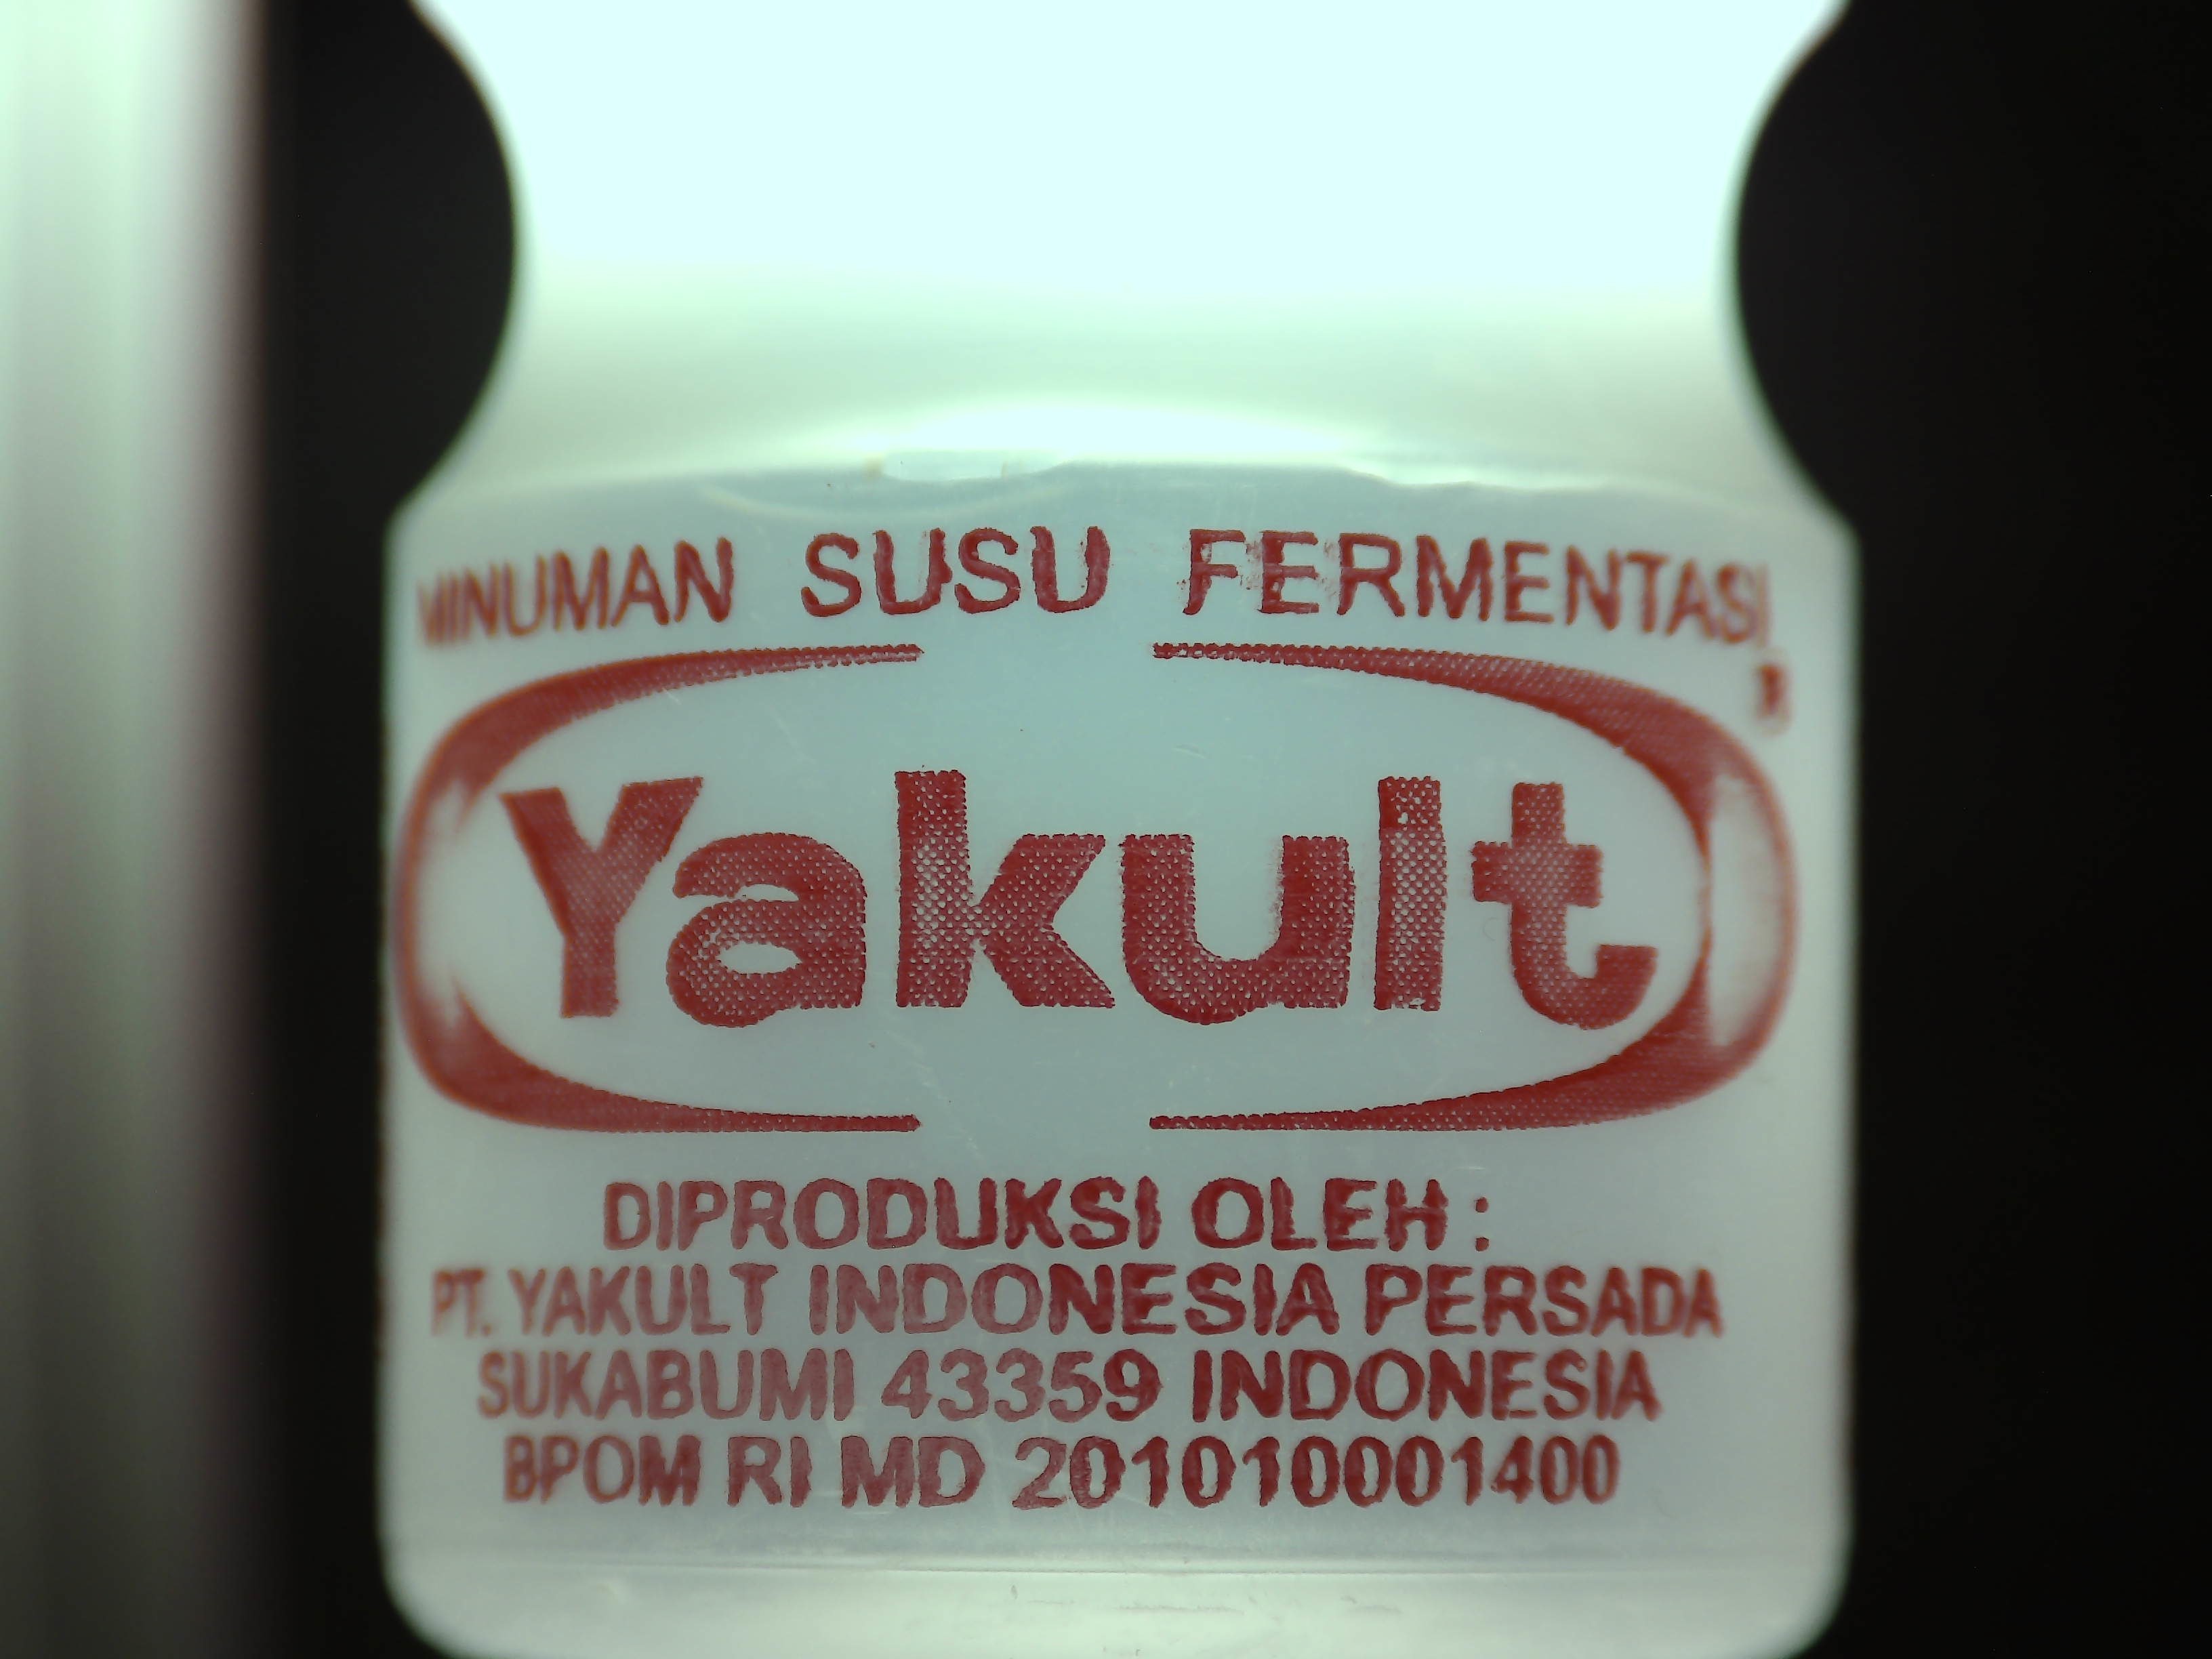 MINUMAN SUSU FERMENTASI
Yakult
DIPRODUKSI OLEH :
PT. YAKULT INDONESIA PERSADA
SUKABUMI 43359 INDONESIA
BPOM RI MD 201010001400